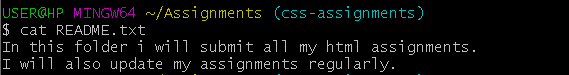 USER@HP MINGW64 ~/Assignments (css-assignments)
$ cat README.txt
In this folder i will submit all my html assignments.
I will also update my assignments regularly.